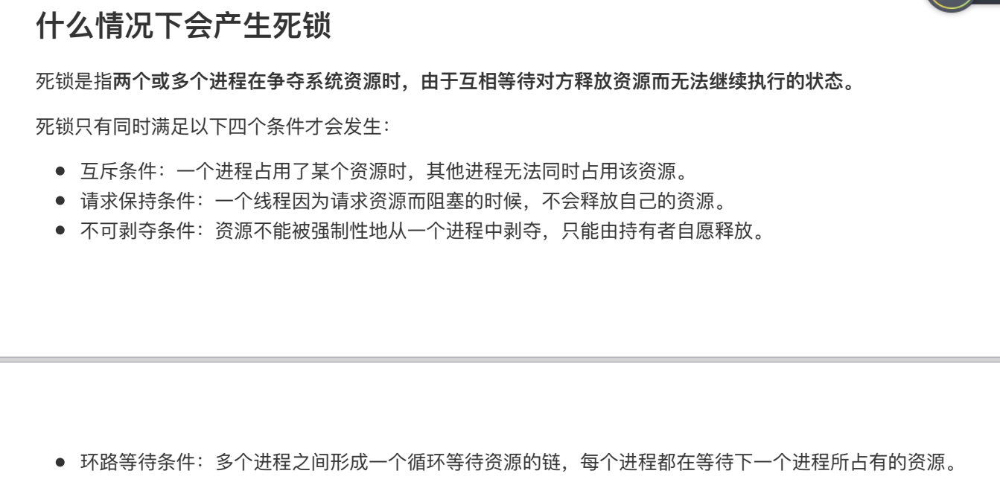 什么情况下会产生死锁
死锁是指两个或多个进程在争夺系统资源时，由于互相等待对方释放资源而无法继续执行的状态。
死锁只有同时满足以下四个条件才会发生：
● 互斥条件：一个进程占用了某个资源时，其他进程无法同时占用该资源。
● 请求保持条件：一个线程因为请求资源而阻塞的时候，不会释放自己的资源。
● 不可剥夺条件：资源不能被强制性地从一个进程中剥夺，只能由持有者自愿释放。
● 环路等待条件：多个进程之间形成一个循环等待资源的链，每个进程都在等待下一个进程所占有的资源。